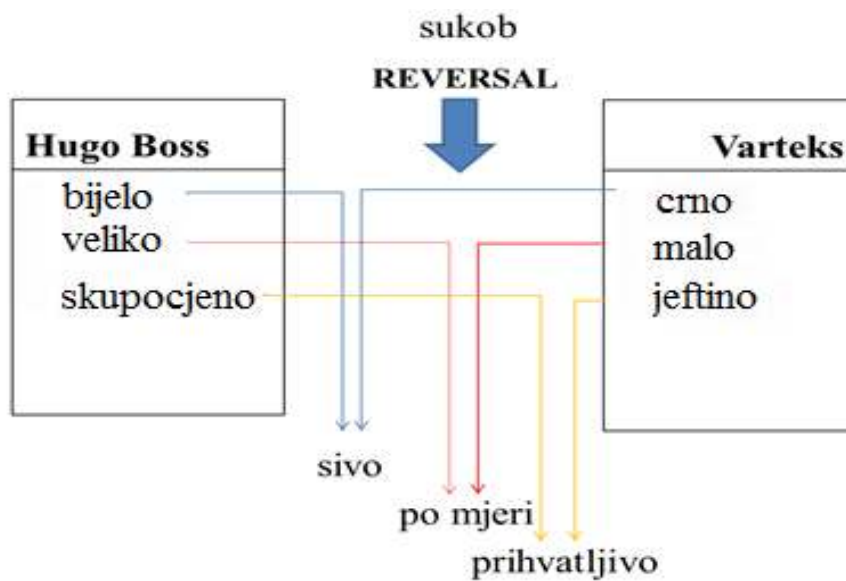 sukob
REVERSAL
Hugo Boss
bijelo
veliko
skupocjeno
Varteks
crno
malo
jeftino
sivo
po mjeri
prihvatljivo